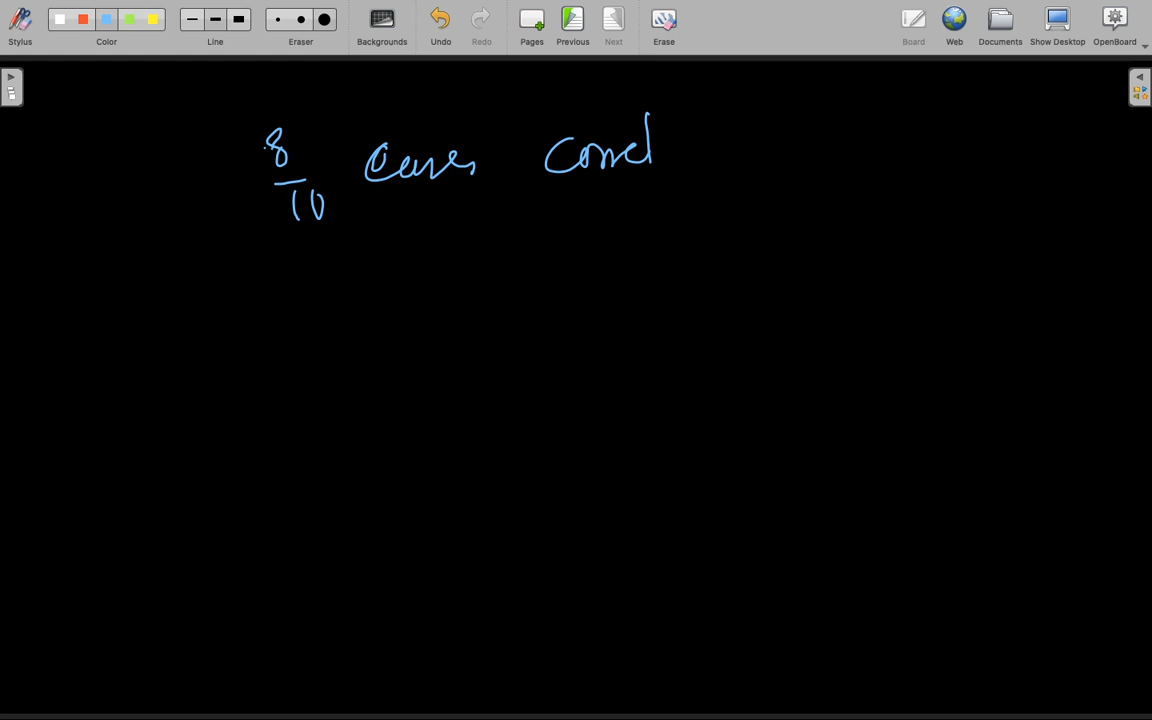 Stylus Color Line Eraser Backgrounds Undo Redo Pages Previous Next Erase Board Web Documents Show Desktop OpenBoard
8/10 cases